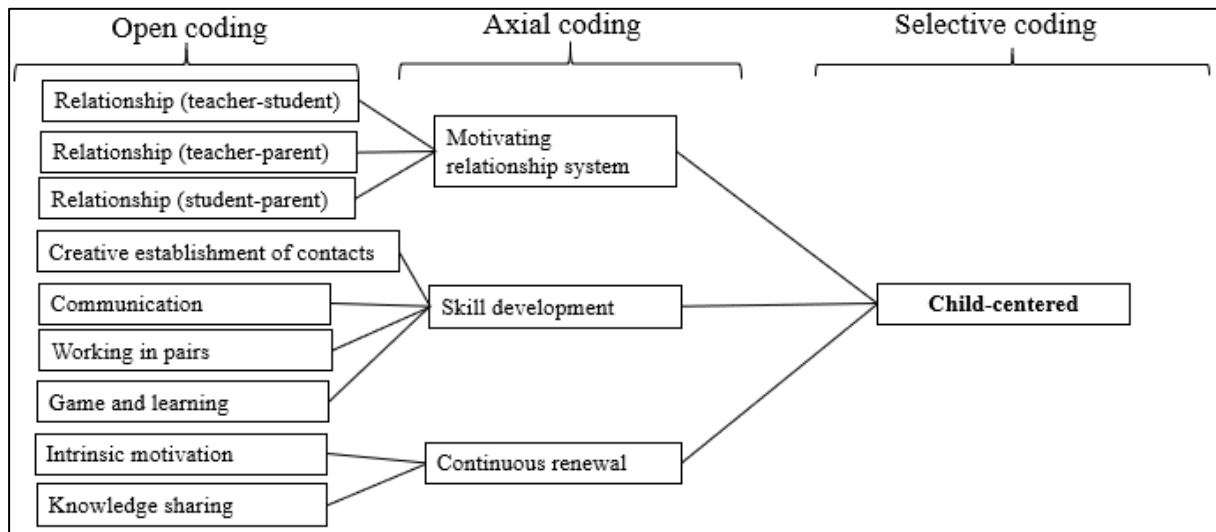 Open coding
Axial coding
Selective coding
Relationship (teacher-student)
Relationship (teacher-parent)
Relationship (student-parent)
Creative establishment of contacts
Communication
Working in pairs
Game and learning
Intrinsic motivation
Knowledge sharing
Motivating
relationship system
Skill development
Continuous renewal
Child-centered